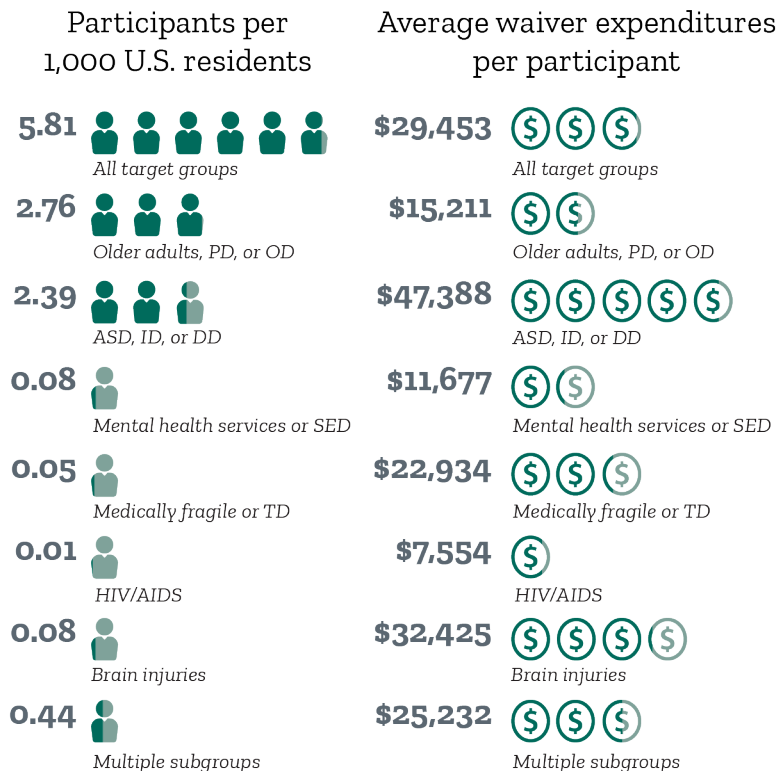 Participants per
1,000 U.S. residents
Average waiver expenditures
per participant
5.81
All target groups
$29,453
$ $ $
All target groups
2.76
Older adults, PD, or OD
$15,211
$ $
Older adults, PD, or OD
2.39
ASD, ID, or DD
$47,388
$ $ $ $ $
ASD, ID, or DD
0.08
Mental health services or SED
$11,677
$ $
Mental health services or SED
0.05
Medically fragile or TD
$22,934
$ $ $
Medically fragile or TD
0.01
HIV/AIDS
$7,554
$
HIV/AIDS
0.08
Brain injuries
$32,425
$ $ $ $
Brain injuries
0.44
Multiple subgroups
$25,232
$ $ $
Multiple subgroups